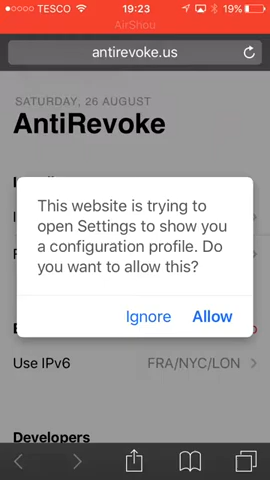 TESCO 19:23 19%
AirShou
antirevoke.us
SATURDAY, 26 AUGUST
AntiRevoke
This website is trying to
open Settings to show you
a configuration profile. Do
you want to allow this?
Ignore Allow
Use IPv6 FRA/NYC/LON
Developers